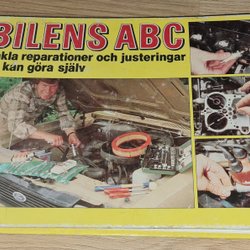 BILENS ABC
kla reparationer och justeringar
kan göra själv